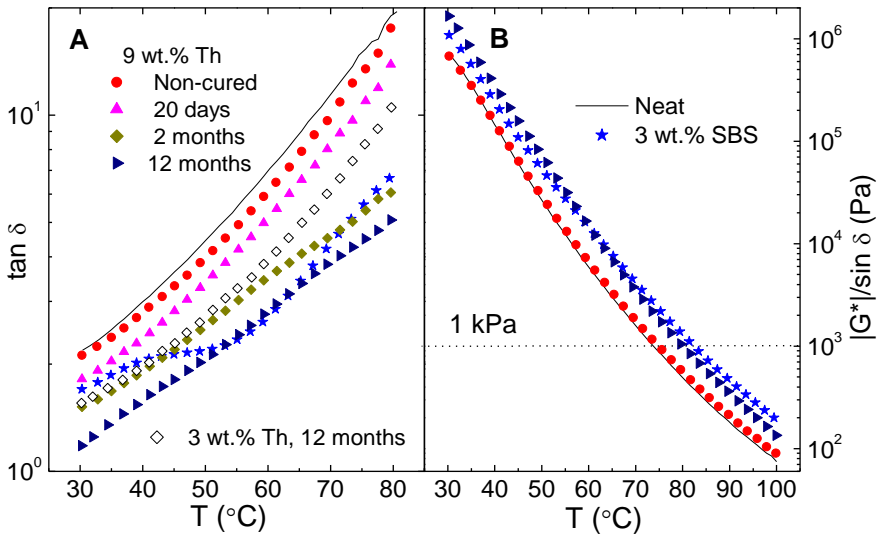 A
9 wt.% Th
Non-cured
20 days
2 months
12 months
3 wt.% Th, 12 months
tan δ
10¹
10⁰
30 40 50 60 70 80
T (°C)
B
Neat
3 wt.% SBS
1 kPa
30 40 50 60 70 80 90 100
T (°C)
10⁶
10⁵
10⁴
10³
10²
|G*|/sin δ (Pa)